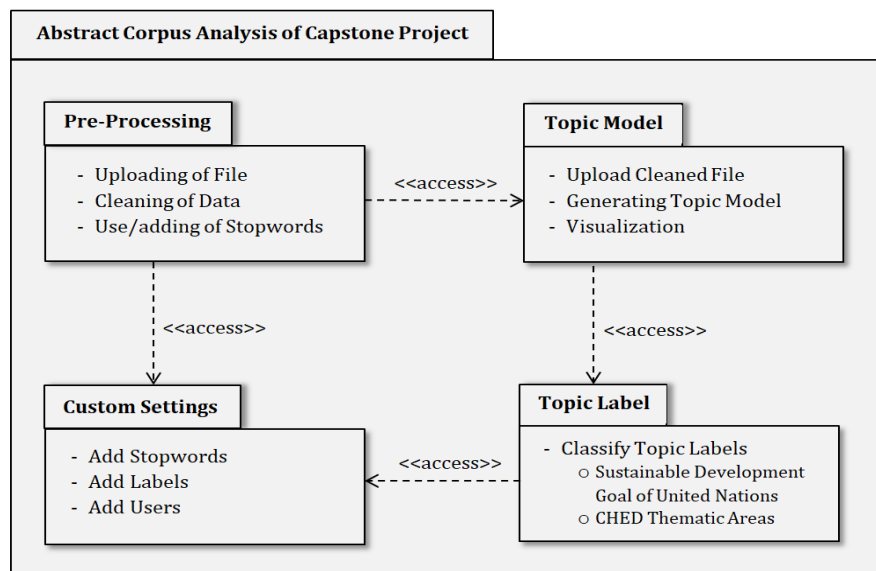 Abstract Corpus Analysis of Capstone Project
Pre-Processing
- Uploading of File
- Cleaning of Data
- Use/adding of Stopwords
<<access>>
Topic Model
- Upload Cleaned File
- Generating Topic Model
- Visualization
<<access>>
<<access>>
Custom Settings
- Add Stopwords
- Add Labels
- Add Users
<<access>>
Topic Label
- Classify Topic Labels
o Sustainable Development
Goal of United Nations
o CHED Thematic Areas